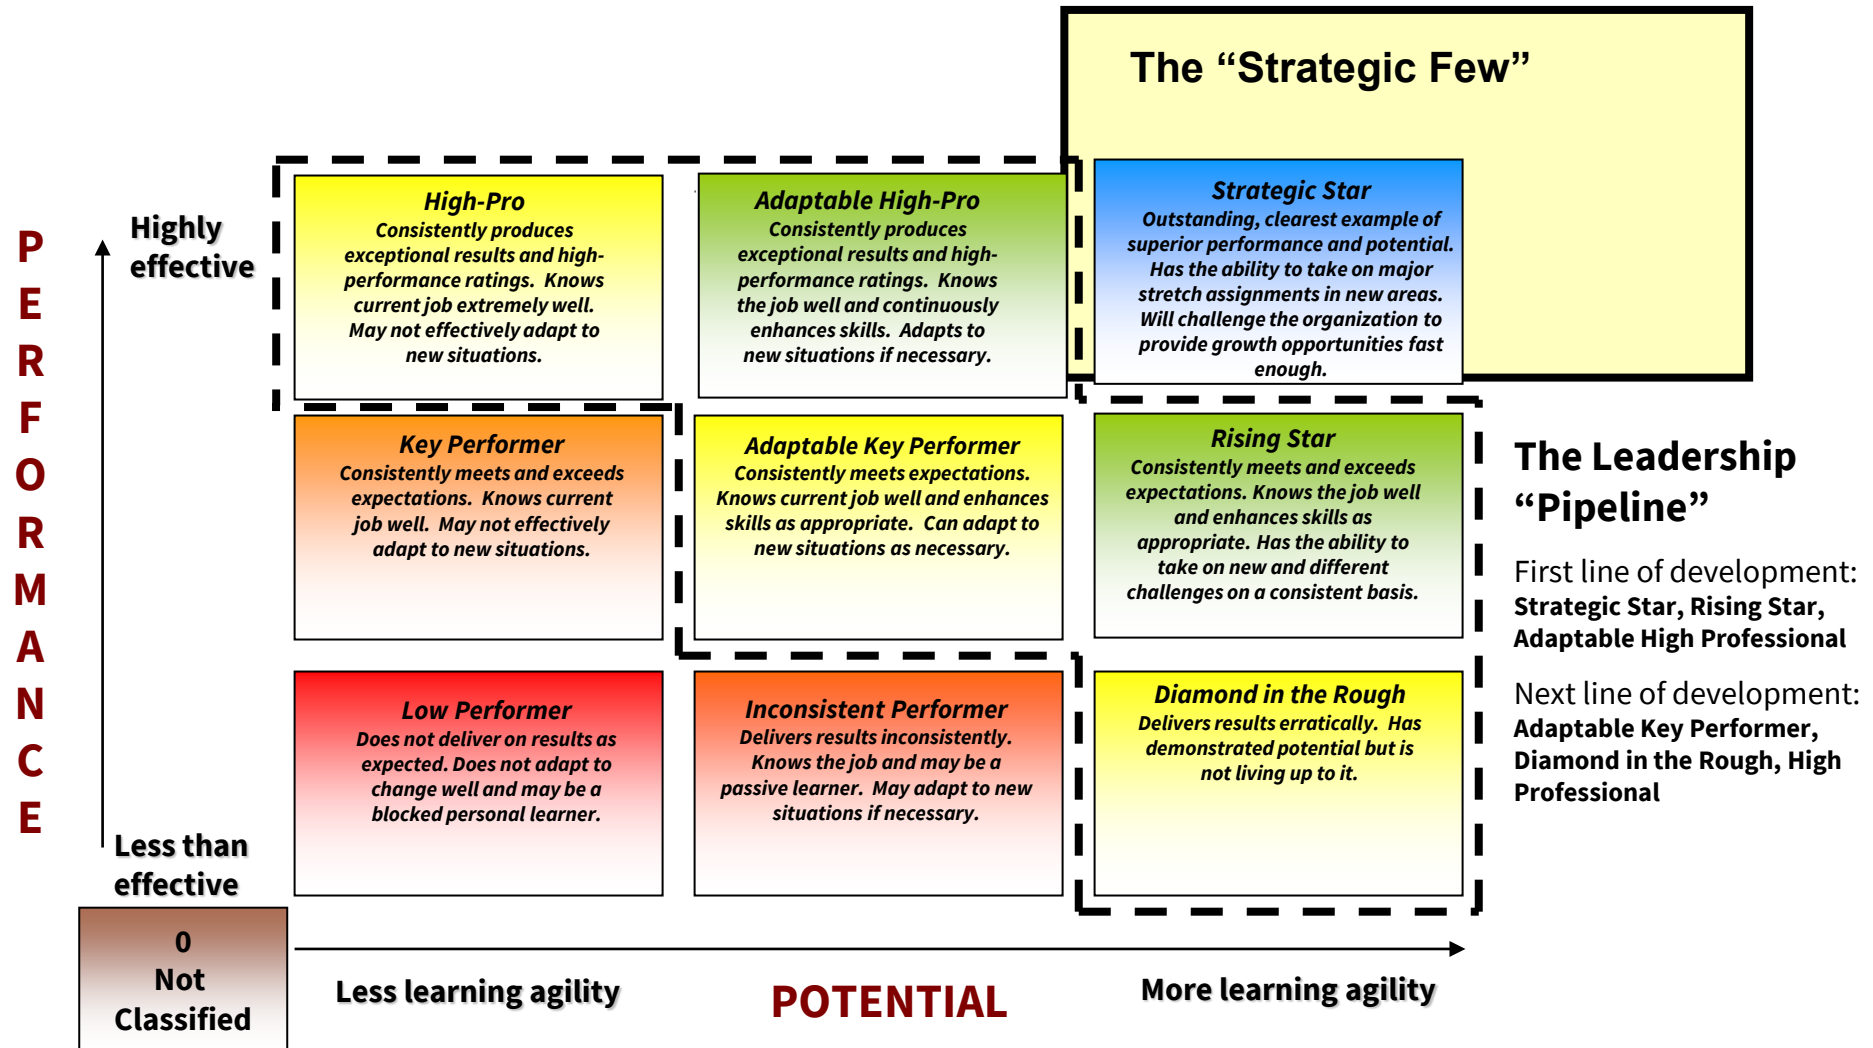 The “Strategic Few”
P
E
R
F
O
R
M
A
N
C
E
Highly
effective
High-Pro
Consistently produces
exceptional results and high-
performance ratings. Knows
current job extremely well.
May not effectively adapt to
new situations.
Adaptable High-Pro
Consistently produces
exceptional results and high-
performance ratings. Knows
the job well and continuously
enhances skills. Adapts to
new situations if necessary.
Strategic Star
Outstanding, clearest example of
superior performance and potential.
Has the ability to take on major
stretch assignments in new areas.
Will challenge the organization to
provide growth opportunities fast
enough.
Key Performer
Consistently meets and exceeds
expectations. Knows current
job well. May not effectively
adapt to new situations.
Adaptable Key Performer
Consistently meets expectations.
Knows current job well and enhances
skills as appropriate. Can adapt to
new situations as necessary.
Rising Star
Consistently meets and exceeds
expectations. Knows the job well
and enhances skills as
appropriate. Has the ability to
take on new and different
challenges on a consistent basis.
The Leadership
“Pipeline”
First line of development:
Strategic Star, Rising Star,
Adaptable High Professional
Next line of development:
Adaptable Key Performer,
Diamond in the Rough, High
Professional
Low Performer
Does not deliver on results as
expected. Does not adapt to
change well and may be a
blocked personal learner.
Inconsistent Performer
Delivers results inconsistently.
Knows the job and may be a
passive learner. May adapt to new
situations if necessary.
Diamond in the Rough
Delivers results erratically. Has
demonstrated potential but is
not living up to it.
Less than
effective
0
Not
Classified
Less learning agility
POTENTIAL
More learning agility